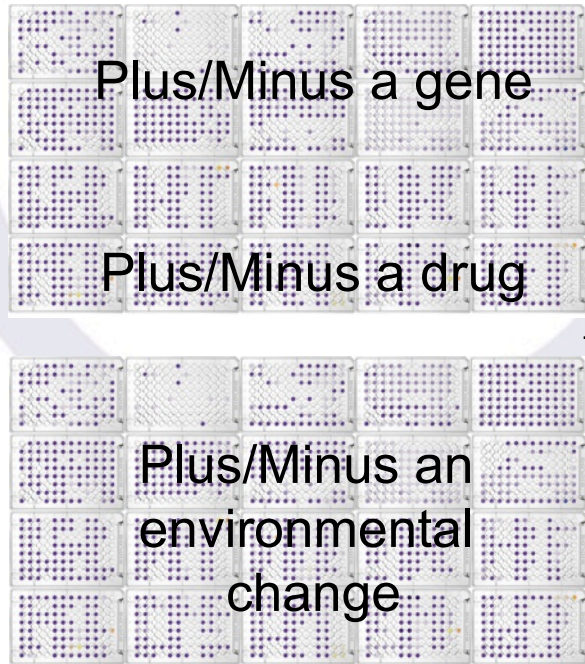 Plus/Minus a gene
Plus/Minus a drug
Plus/Minus an
environmental
change